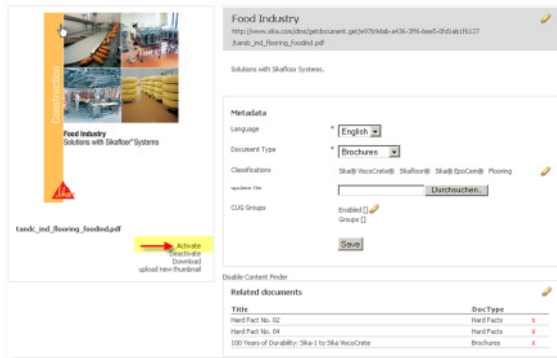 Construction
Food Industry
Solutions with Sikafloor® Systems
Sika
tandc_ind_flooring_foodind.pdf
Activate
Deactivate
Download
upload new thumbnail
Food Industry
/tandc_ind_flooring_foodind.pdf
Solutions with Sikafloor Systems.
Metadata
Language
* English
Document Type
* Brochures
Classifications
Sika® ViscoCrete® Sikafloor® Sika® EpoCem® Flooring
update file
Durchsuchen..
CUG Groups
Enabled []
Groups []
Save
Disable Content Finder
Related documents
Title DocType
Hard Fact No. 02 Hard Facts x
Hard Fact No. 04 Hard Facts x
100 Years of Durability: Sika-1 to Sika ViscoCrete Brochures x